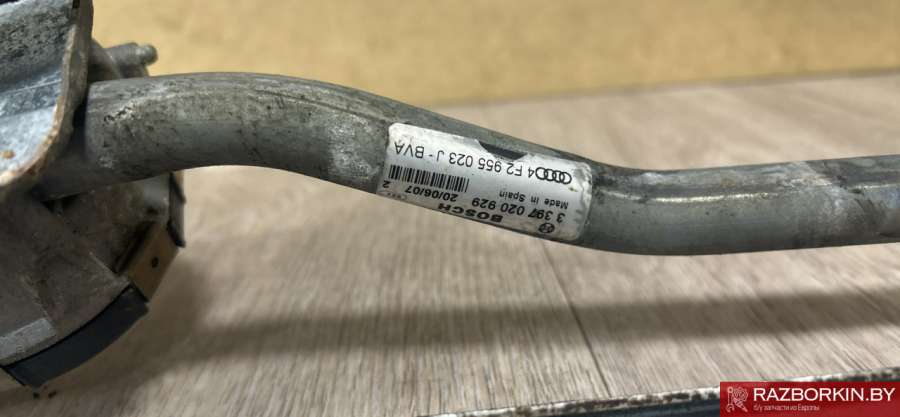 BOSCH
3 397 020 929 20/06/07
Made in Spain
4F2 955 023 J - BVA
RAZBORKIN.BY
б/у запчасти из Европы